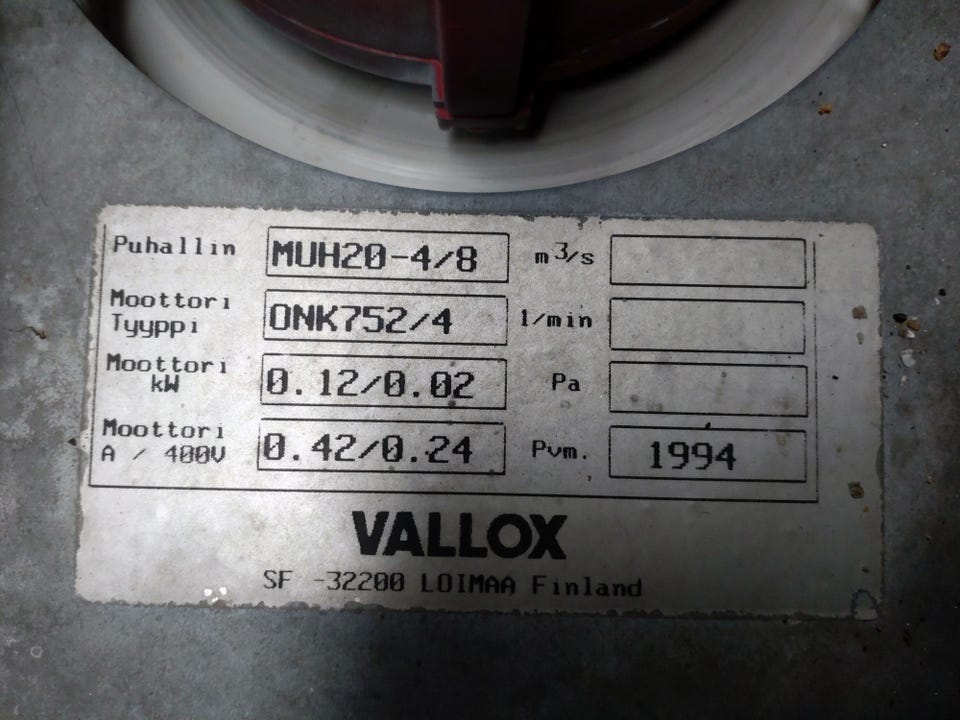 Puhallin MUH20-4/8 m³/s
Moottori Tyyppi ONK752/4 l/min
Moottori kW 0.12/0.02 Pa
Moottori A / 400V 0.42/0.24 Pvm. 1994
VALLOX
SF -32200 LOIMAA Finland